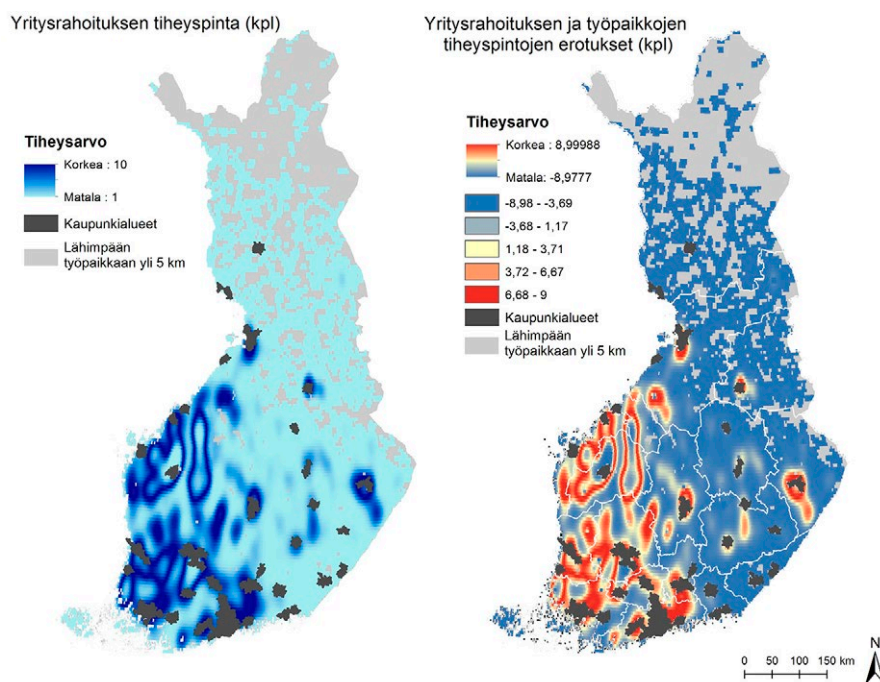 Yritysrahoituksen tiheyspinta (kpl)
Tiheysarvo
Korkea : 10
Matala : 1
Kaupunkialueet
Lähimpään
työpaikkaan yli 5 km
Yritysrahoituksen ja työpaikkojen
tiheyspintojen erotukset (kpl)
Tiheysarvo
Korkea : 8,99988
Matala: -8,9777
-8,98 - -3,69
-3,68 - 1,17
1,18 - 3,71
3,72 - 6,67
6,68 - 9
Kaupunkialueet
Lähimpään
työpaikkaan yli 5 km
N
0 50 100 150 km